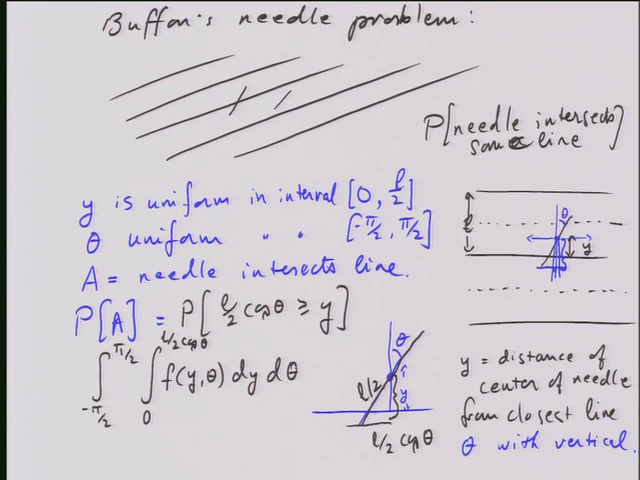 Buffon's needle problem:
P[needle intersects
some line]
y is uniform in interval [0, l/2]
θ uniform " " [-π/2, π/2]
A = needle intersects line.
P[A] = P[l/2 cos θ ≥ y]
∫_{-π/2}^{π/2} ∫_0^{l/2 cos θ} f(y,θ) dy dθ
l
θ
y
θ
l/2
y
l/2 cos θ
y = distance of
center of needle
from closest line
θ with vertical.